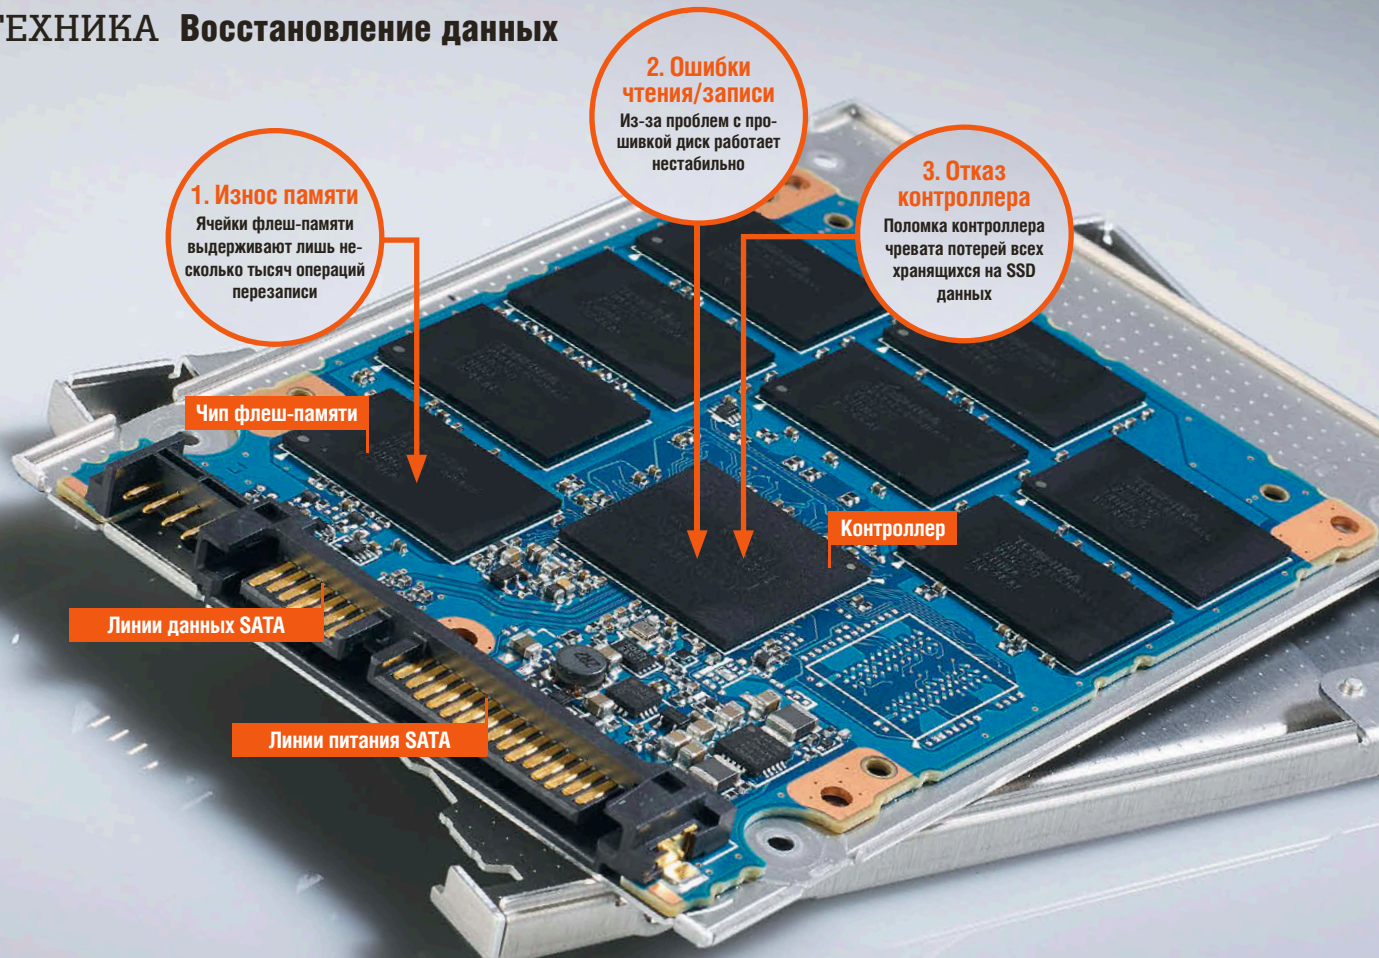 ТЕХНИКА Восстановление данных
2. Ошибки
чтения/записи
Из-за проблем с про-
шивкой диск работает
нестабильно
1. Износ памяти
Ячейки флеш-памяти
выдерживают лишь не-
сколько тысяч операций
перезаписи
3. Отказ
контроллера
Поломка контроллера
чревата потерей всех
хранящихся на SSD
данных
Чип флеш-памяти
Контроллер
Линии данных SATA
Линии питания SATA
TOSHIBA